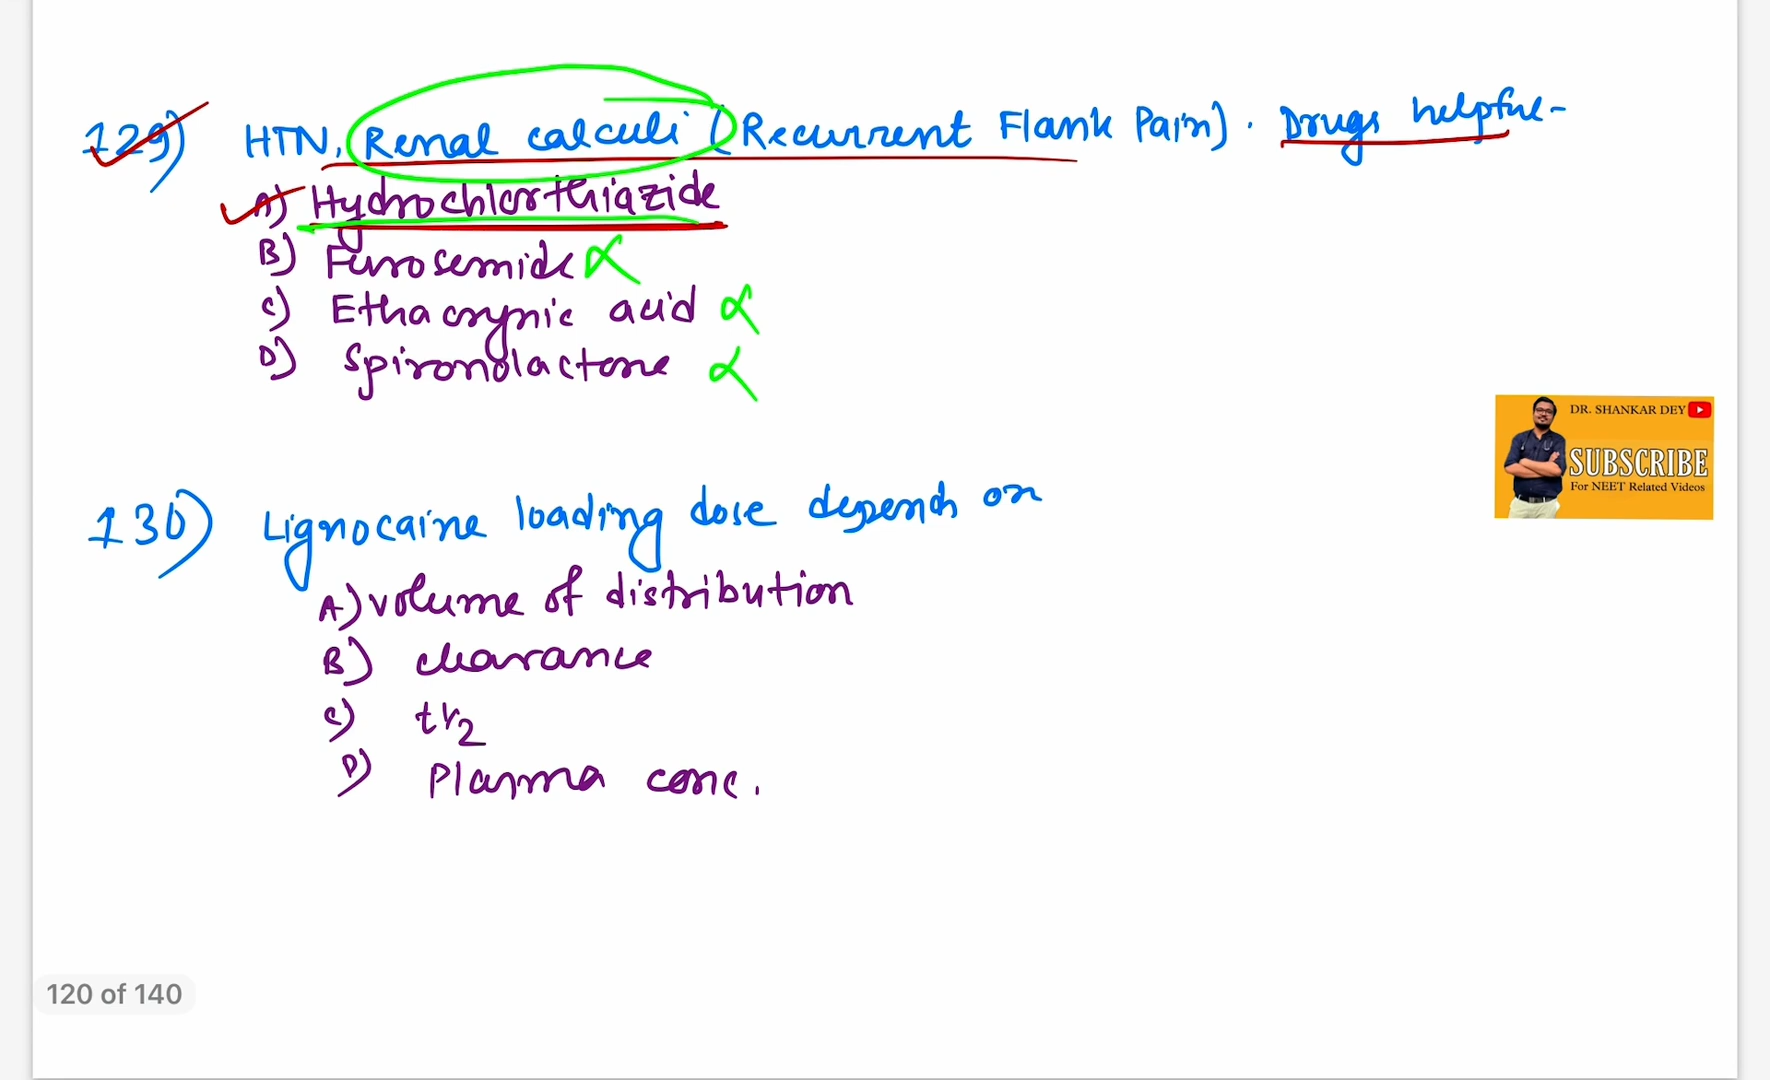 129) HTN, Renal calculi (Recurrent Flank Pain). Drugs helpful-
A) Hydrochlorthiazide
B) Furosemide
C) Ethacrynic acid
D) Spironolactone
DR. SHANKAR DEY
SUBSCRIBE
For NEET Related Videos
130) Lignocaine loading dose depends on
A) volume of distribution
B) clearance
C) t1/2
D) Plasma conc.
120 of 140